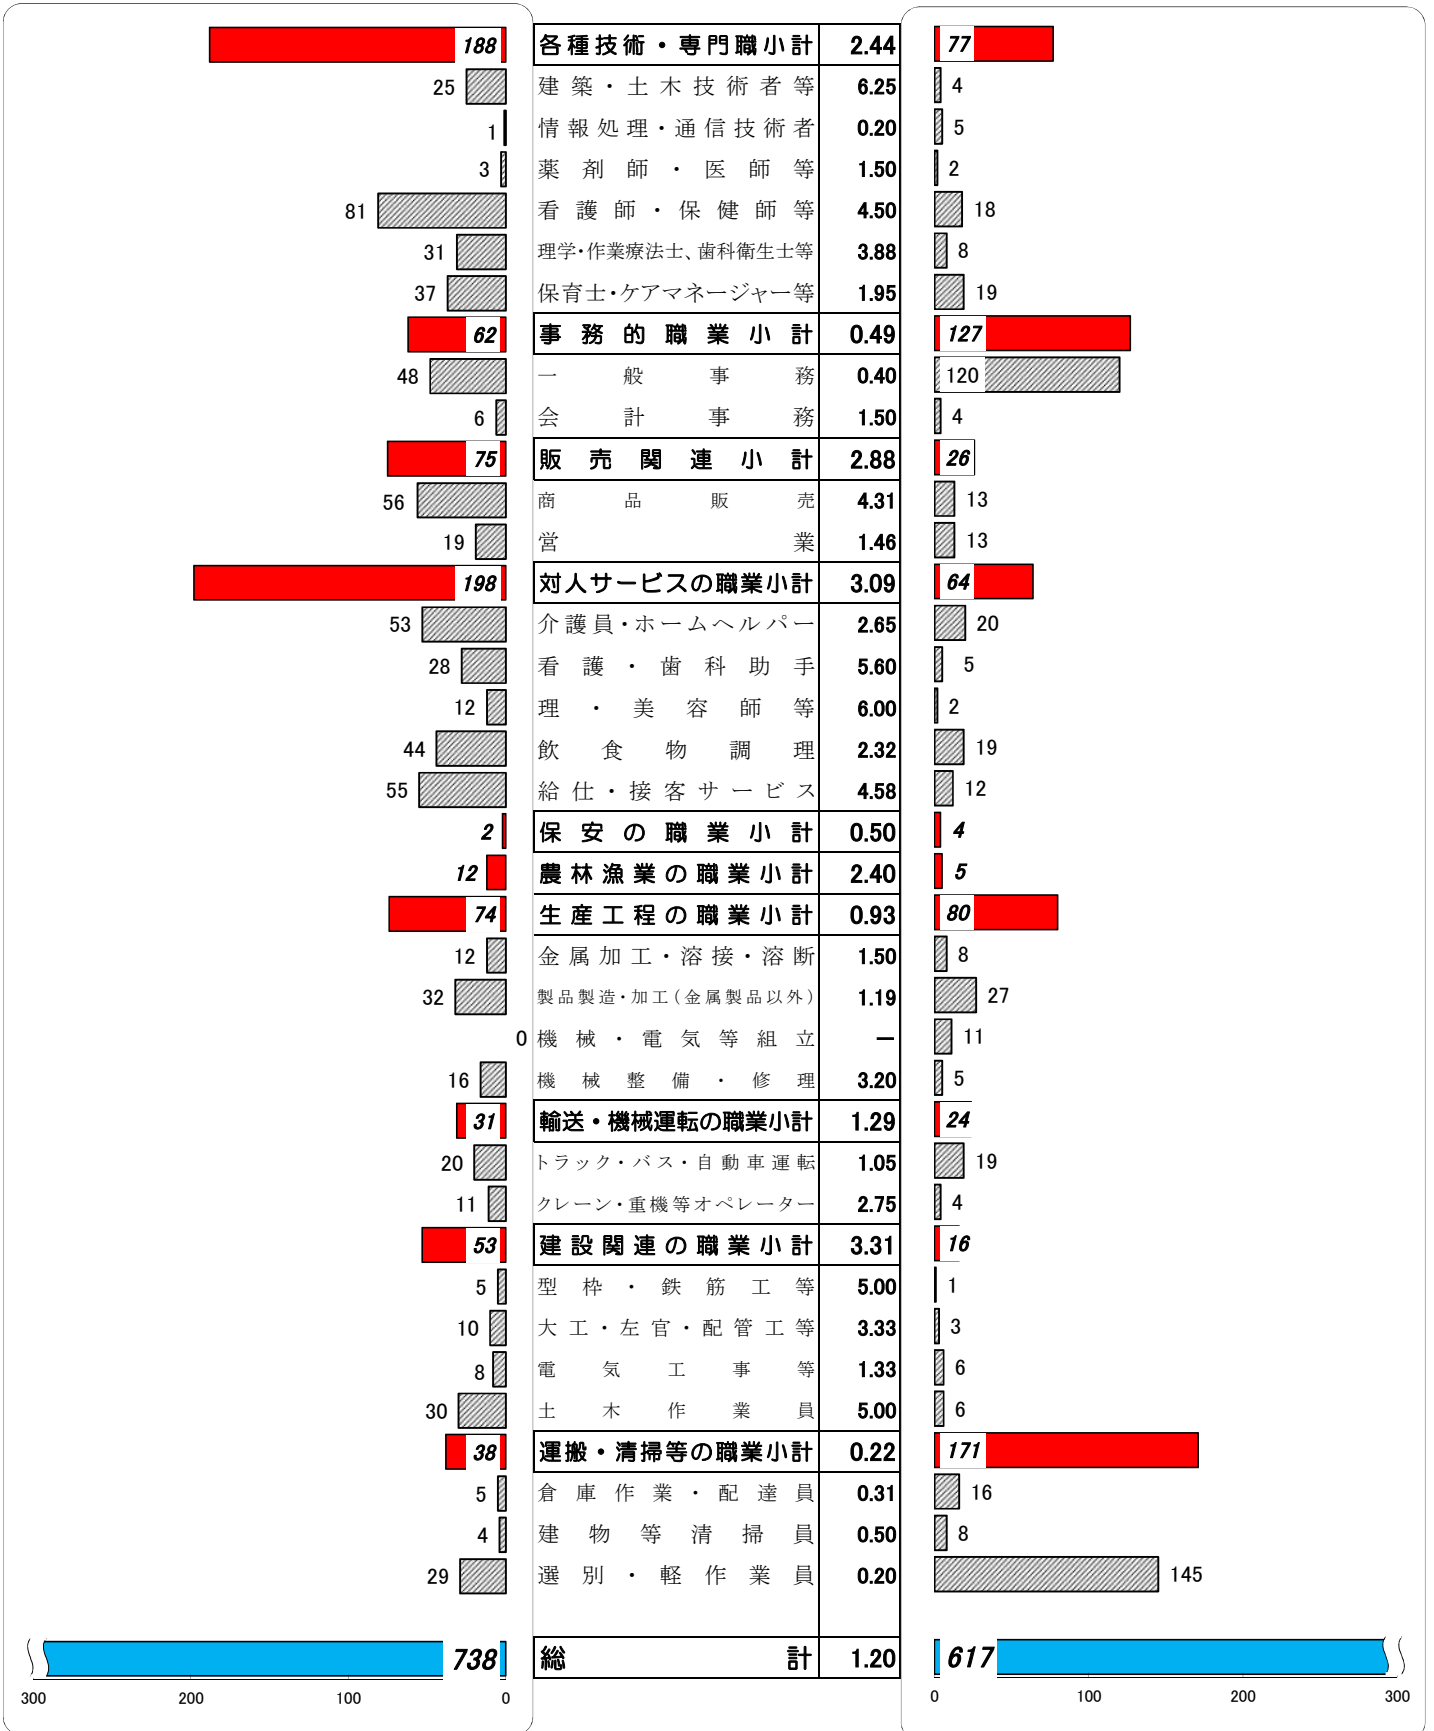 188 各種技術・専門職小計 2.44 77
25 建築・土木技術者等 6.25 4
1 情報処理・通信技術者 0.20 5
3 薬剤師・医師等 1.50 2
81 看護師・保健師等 4.50 18
31 理学・作業療法士、歯科衛生士等 3.88 8
37 保育士・ケアマネージャー等 1.95 19
62 事務的職業小計 0.49 127
48 一般事務 0.40 120
6 会計事務 1.50 4
75 販売関連小計 2.88 26
56 商品販売 4.31 13
19 営業 1.46 13
198 対人サービスの職業小計 3.09 64
53 介護員・ホームヘルパー 2.65 20
28 看護・歯科助手 5.60 5
12 理・美容師等 6.00 2
44 飲食物調理 2.32 19
55 給仕・接客サービス 4.58 12
2 保安の職業小計 0.50 4
12 農林漁業の職業小計 2.40 5
74 生産工程の職業小計 0.93 80
12 金属加工・溶接・溶断 1.50 8
32 製品製造・加工(金属製品以外) 1.19 27
0 機械・電気等組立 ― 11
16 機械整備・修理 3.20 5
31 輸送・機械運転の職業小計 1.29 24
20 トラック・バス・自動車運転 1.05 19
11 クレーン・重機等オペレーター 2.75 4
53 建設関連の職業小計 3.31 16
5 型枠・鉄筋工等 5.00 1
10 大工・左官・配管工等 3.33 3
8 電気工事等 1.33 6
30 土木作業員 5.00 6
38 運搬・清掃等の職業小計 0.22 171
5 倉庫作業・配達員 0.31 16
4 建物等清掃員 0.50 8
29 選別・軽作業員 0.20 145
738 総計 1.20 617
300 200 100 0 0 100 200 300